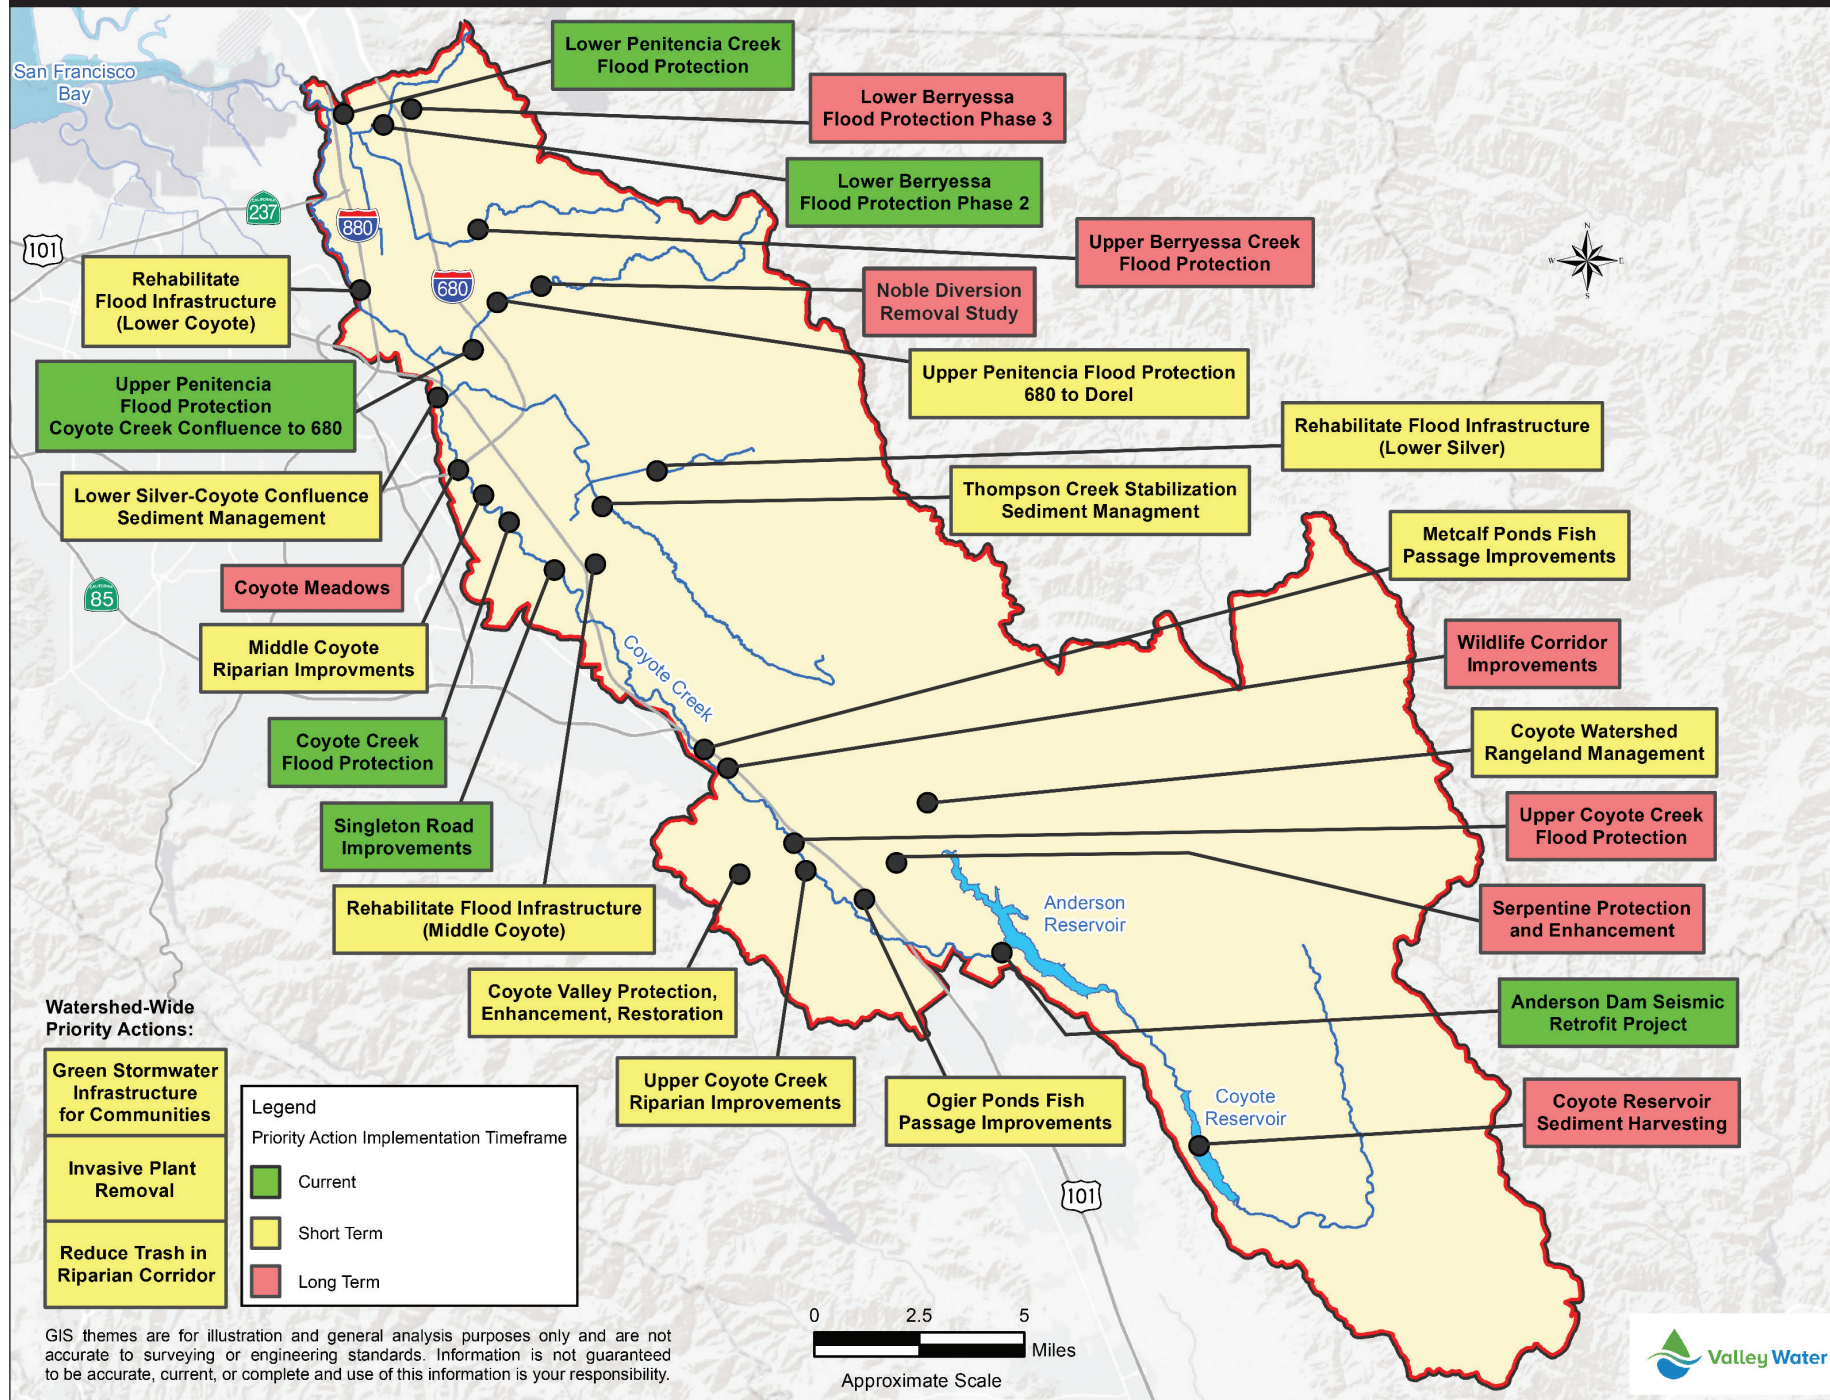 San Francisco
Bay
Lower Penitencia Creek
Flood Protection
Lower Berryessa
Flood Protection Phase 3
Lower Berryessa
Flood Protection Phase 2
CALIFORNIA
237
880
101
Upper Berryessa Creek
Flood Protection
N
W
E
S
Rehabilitate
Flood Infrastructure
(Lower Coyote)
680
Noble Diversion
Removal Study
Upper Penitencia
Flood Protection
Coyote Creek Confluence to 680
Upper Penitencia Flood Protection
680 to Dorel
Rehabilitate Flood Infrastructure
(Lower Silver)
Lower Silver-Coyote Confluence
Sediment Management
Thompson Creek Stabilization
Sediment Managment
Metcalf Ponds Fish
Passage Improvements
CALIFORNIA
85
Coyote Meadows
Middle Coyote
Riparian Improvments
Coyote Creek
Wildlife Corridor
Improvements
Coyote Creek
Flood Protection
Coyote Watershed
Rangeland Management
Singleton Road
Improvements
Upper Coyote Creek
Flood Protection
Rehabilitate Flood Infrastructure
(Middle Coyote)
Anderson
Reservoir
Serpentine Protection
and Enhancement
Coyote Valley Protection,
Enhancement, Restoration
Anderson Dam Seismic
Retrofit Project
Upper Coyote Creek
Riparian Improvements
Ogier Ponds Fish
Passage Improvements
Coyote
Reservoir
Coyote Reservoir
Sediment Harvesting
101
Watershed-Wide
Priority Actions:
Green Stormwater
Infrastructure
for Communities
Invasive Plant
Removal
Reduce Trash in
Riparian Corridor
Legend
Priority Action Implementation Timeframe
Current
Short Term
Long Term
GIS themes are for illustration and general analysis purposes only and are not
accurate to surveying or engineering standards. Information is not guaranteed
to be accurate, current, or complete and use of this information is your responsibility.
0 2.5 5
Miles
Approximate Scale
Valley Water